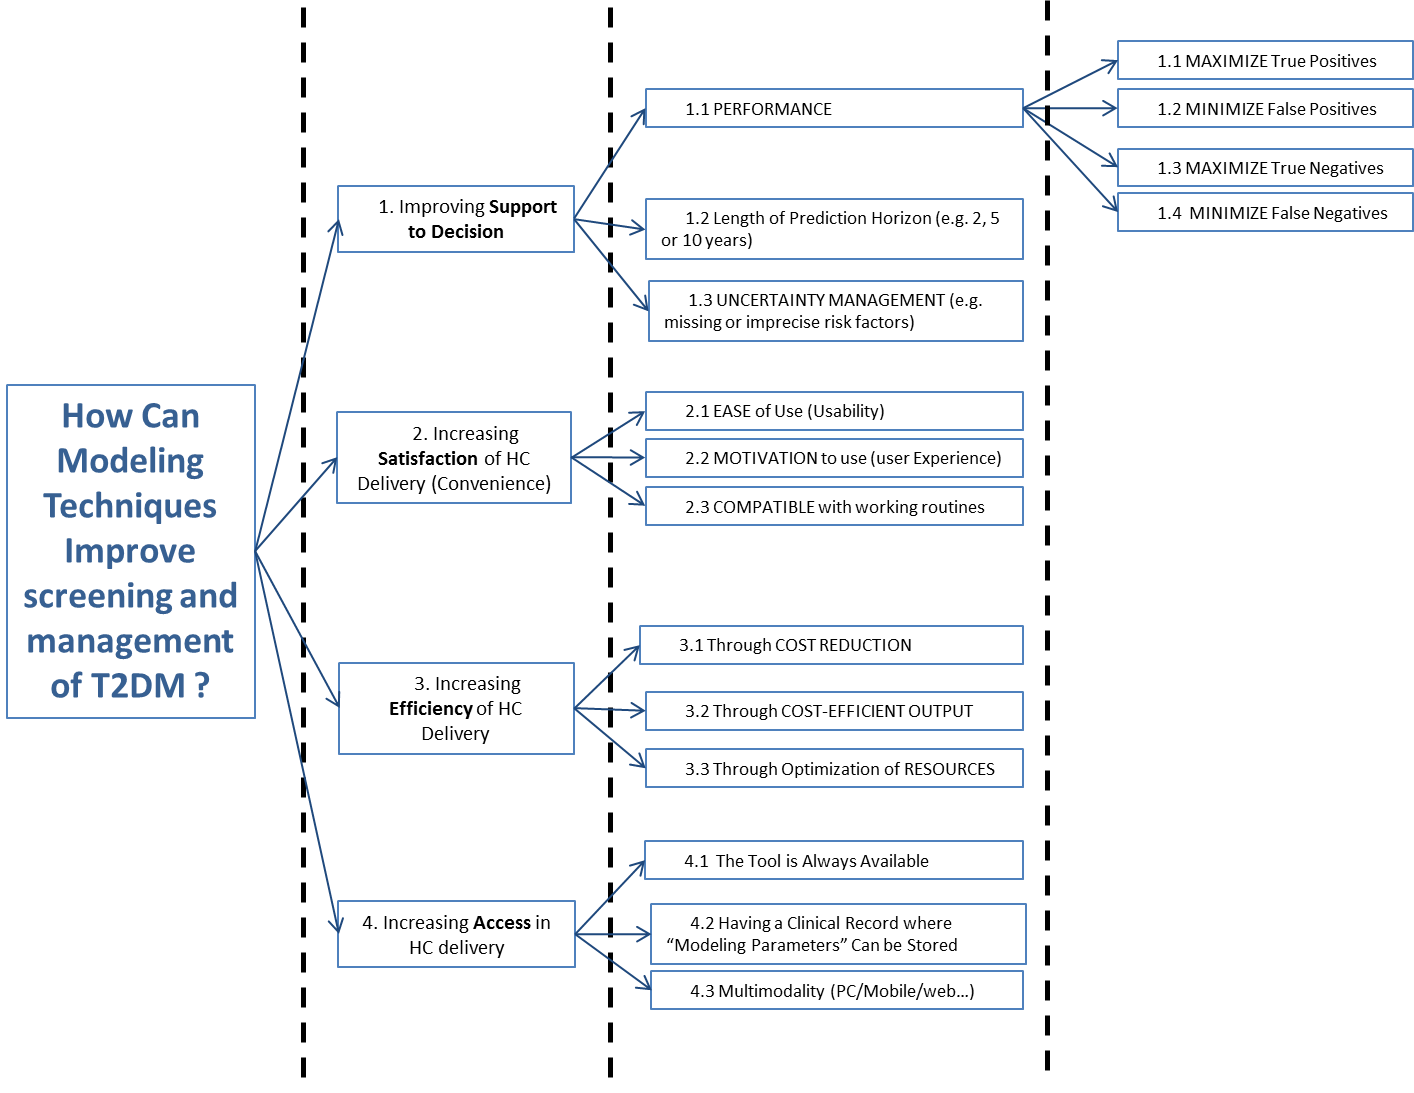 How Can
Modeling
Techniques
Improve
screening and
management
of T2DM ?
1. Improving Support
to Decision
2. Increasing
Satisfaction of HC
Delivery (Convenience)
3. Increasing
Efficiency of HC
Delivery
4. Increasing Access in
HC delivery
1.1 PERFORMANCE
1.2 Length of Prediction Horizon (e.g. 2, 5
or 10 years)
1.3 UNCERTAINTY MANAGEMENT (e.g.
missing or imprecise risk factors)
2.1 EASE of Use (Usability)
2.2 MOTIVATION to use (user Experience)
2.3 COMPATIBLE with working routines
3.1 Through COST REDUCTION
3.2 Through COST-EFFICIENT OUTPUT
3.3 Through Optimization of RESOURCES
4.1 The Tool is Always Available
4.2 Having a Clinical Record where
“Modeling Parameters” Can be Stored
4.3 Multimodality (PC/Mobile/web…)
1.1 MAXIMIZE True Positives
1.2 MINIMIZE False Positives
1.3 MAXIMIZE True Negatives
1.4 MINIMIZE False Negatives